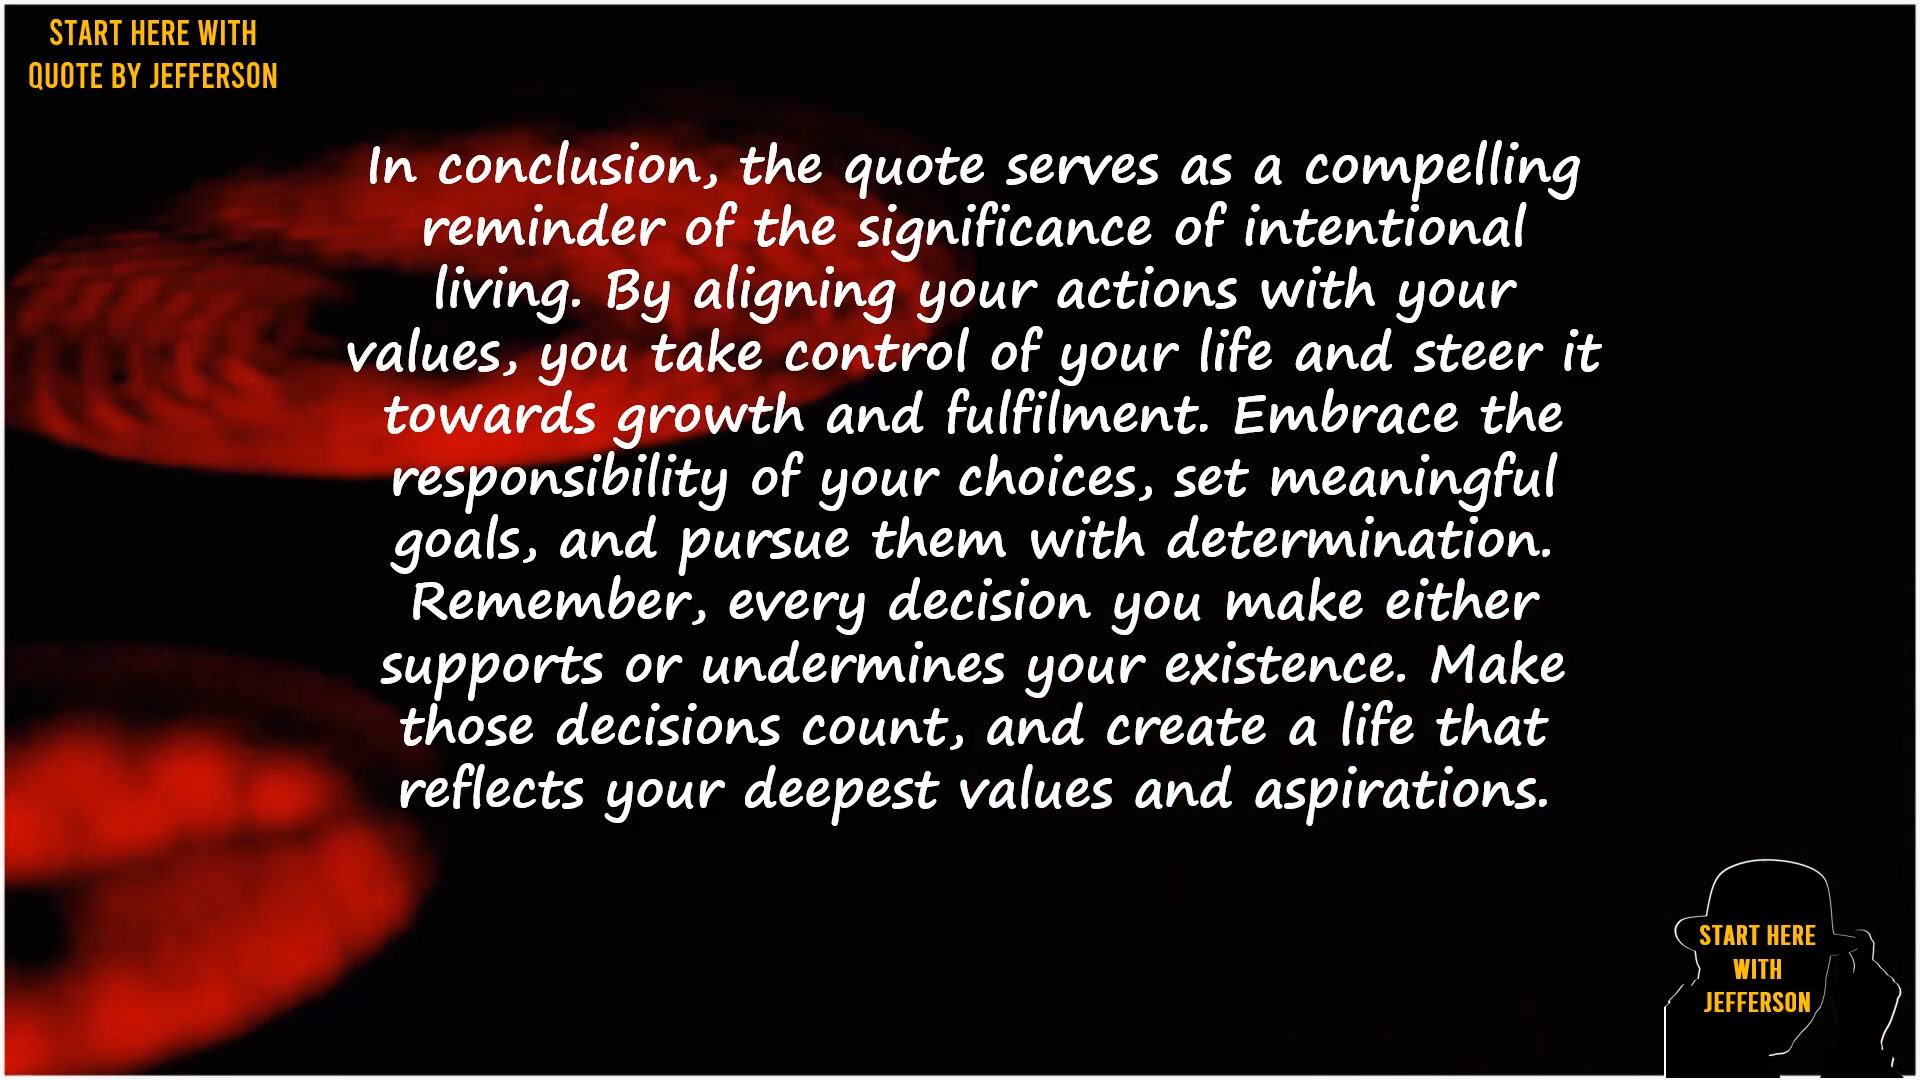 START HERE WITH
QUOTE BY JEFFERSON
In conclusion, the quote serves as a compelling
reminder of the significance of intentional
living. By aligning your actions with your
values, you take control of your life and steer it
towards growth and fulfilment. Embrace the
responsibility of your choices, set meaningful
goals, and pursue them with determination.
Remember, every decision you make either
supports or undermines your existence. Make
those decisions count, and create a life that
reflects your deepest values and aspirations.
START HERE
WITH
JEFFERSON